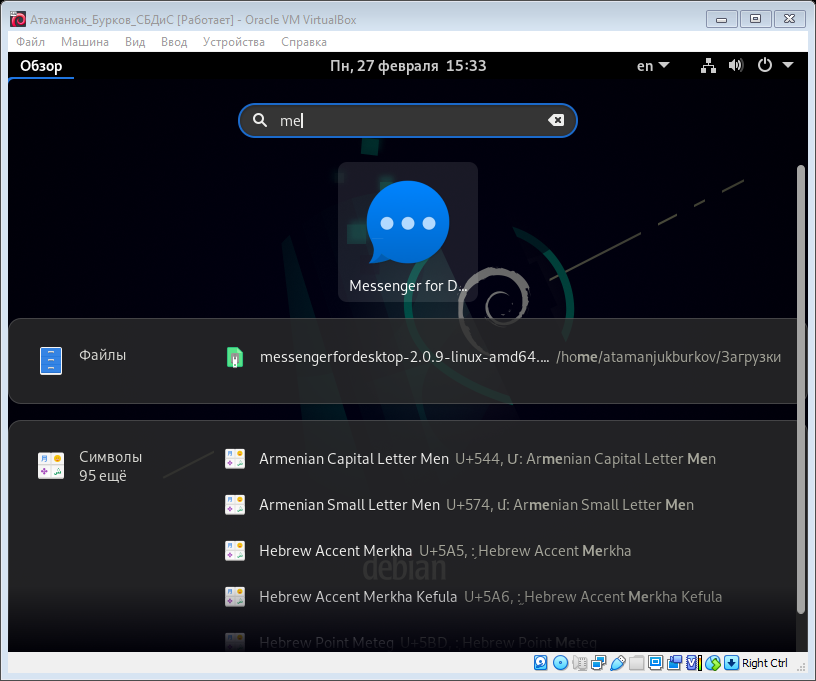 Атаманюк_Бурков_СБДиС [Работает] - Oracle VM VirtualBox
Файл Машина Вид Ввод Устройства Справка
Обзор Пн, 27 февраля 15:33 en
me
Messenger for D...
Файлы messengerfordesktop-2.0.9-linux-amd64.... /home/atamanjukburkov/Загрузки
Символы
95 ещё
Armenian Capital Letter Men U+544, Մ: Armenian Capital Letter Men
Armenian Small Letter Men U+574, մ: Armenian Small Letter Men
Hebrew Accent Merkha U+5A5, ֥: Hebrew Accent Merkha
debian
Hebrew Accent Merkha Kefula U+5A6, ֦: Hebrew Accent Merkha Kefula
Hebrew Point Meteg U+5BD, ֽ: Hebrew Point Meteg
Right Ctrl